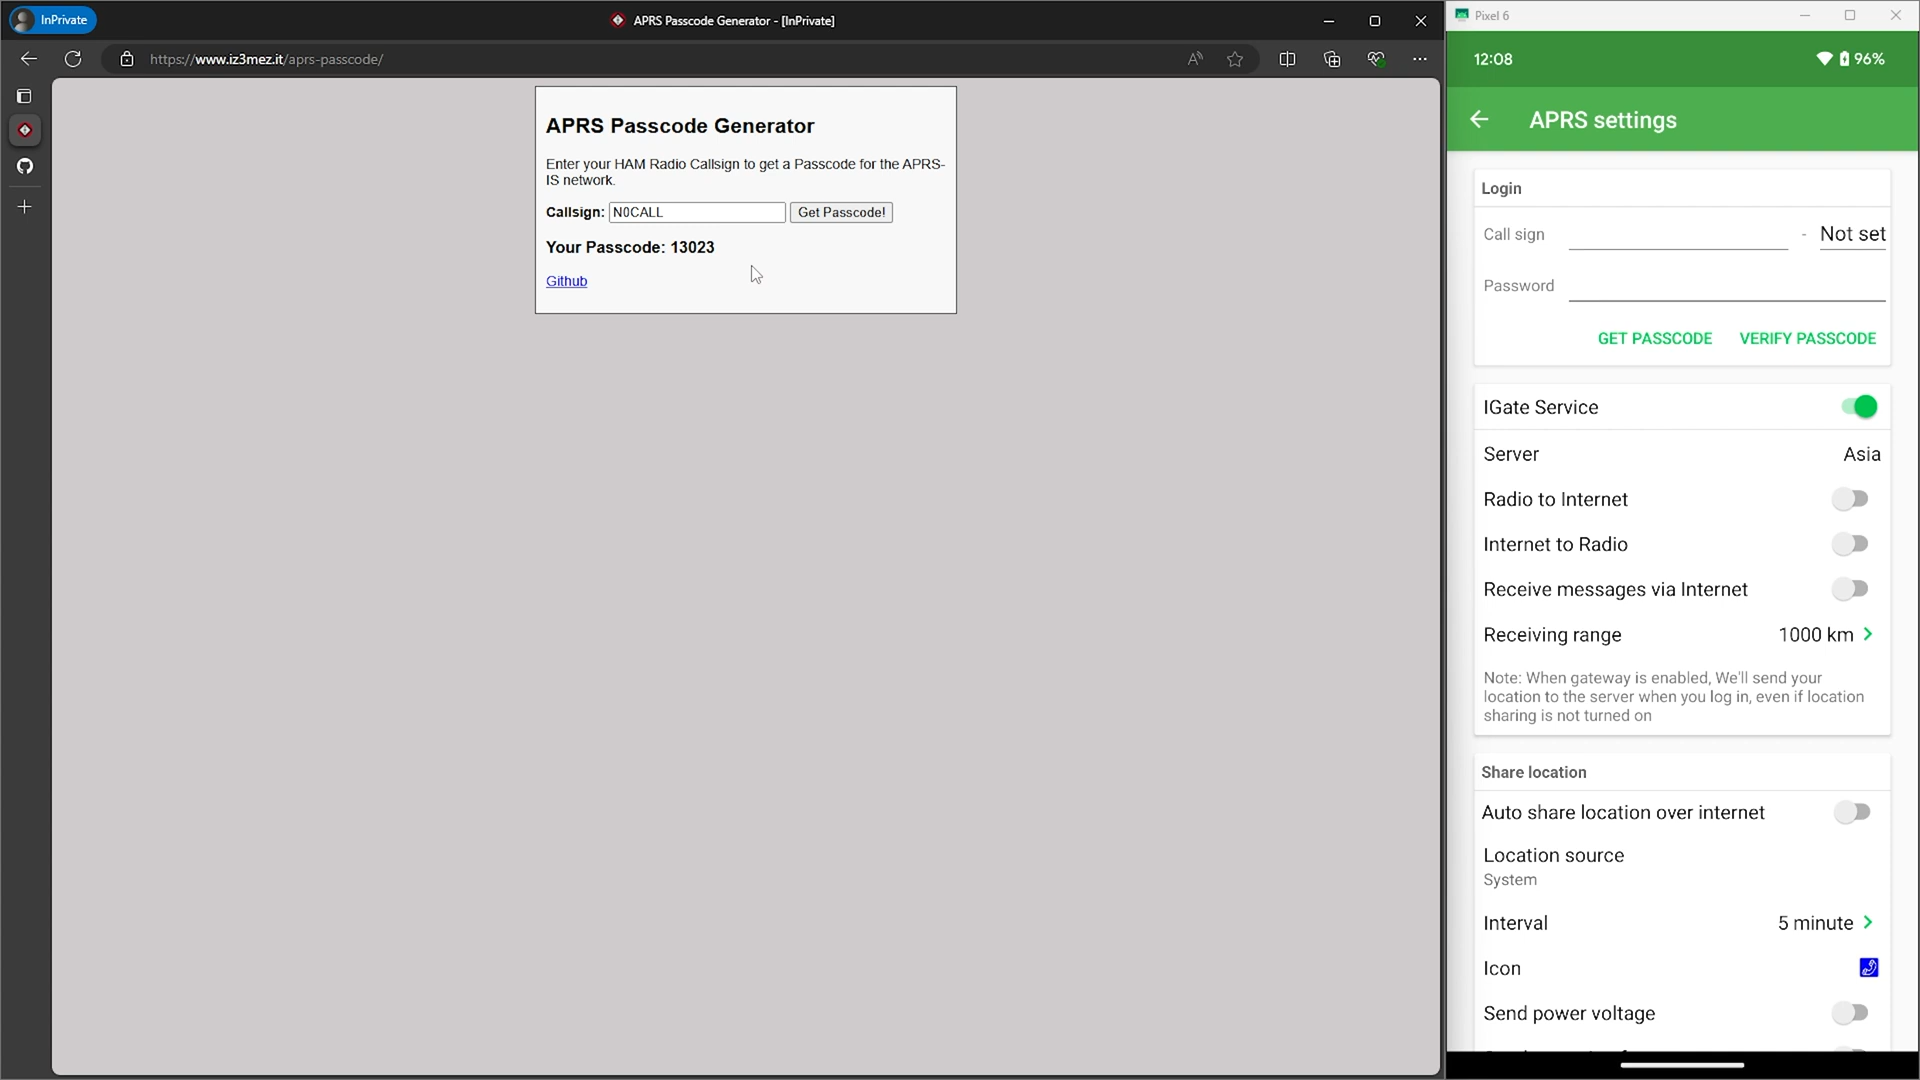 InPrivate
APRS Passcode Generator - [InPrivate]
https://www.iz3mez.it/aprs-passcode/
APRS Passcode Generator
Enter your HAM Radio Callsign to get a Passcode for the APRS-
IS network.
Callsign: N0CALL Get Passcode!
Your Passcode: 13023
Github
Pixel 6
12:08 96%
APRS settings
Login
Call sign - Not set
Password
GET PASSCODE VERIFY PASSCODE
IGate Service
Server Asia
Radio to Internet
Internet to Radio
Receive messages via Internet
Receiving range 1000 km
Note: When gateway is enabled, We'll send your
location to the server when you log in, even if location
sharing is not turned on
Share location
Auto share location over internet
Location source
System
Interval 5 minute
Icon
Send power voltage